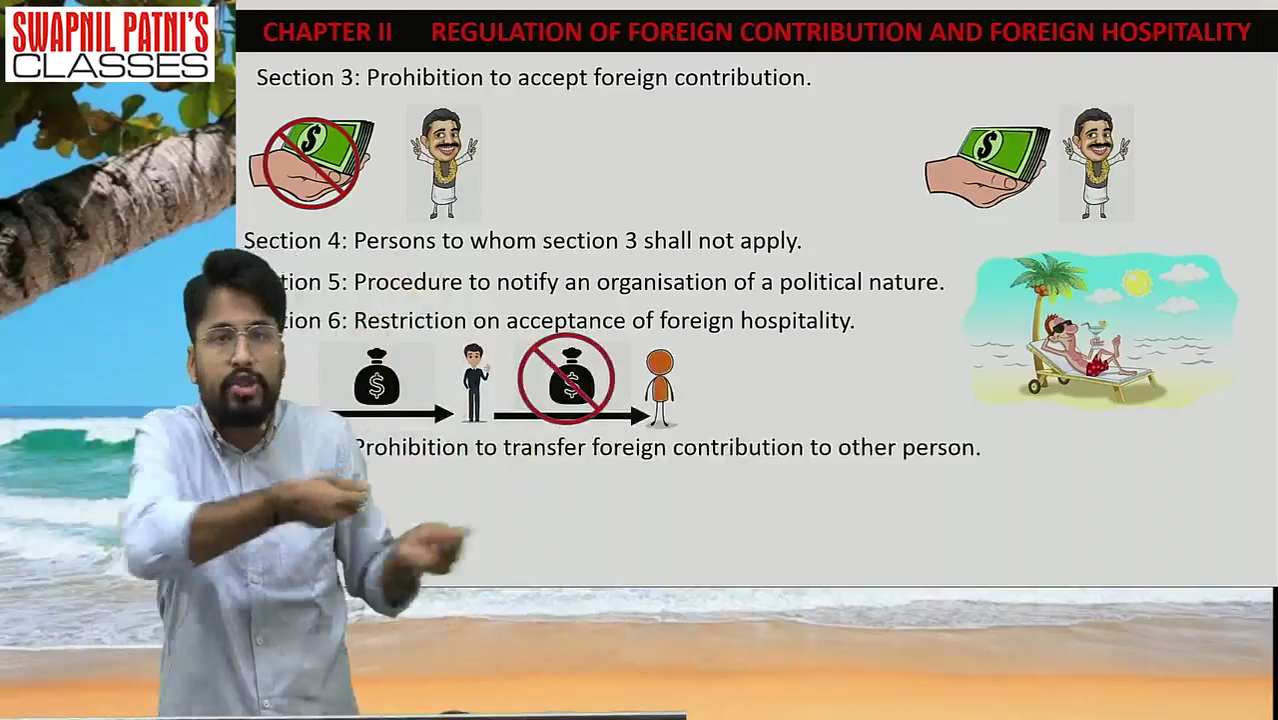 SWAPNIL PATNI'S
CLASSES
CHAPTER II REGULATION OF FOREIGN CONTRIBUTION AND FOREIGN HOSPITALITY
Section 3: Prohibition to accept foreign contribution.
$
$
Section 4: Persons to whom section 3 shall not apply.
tion 5: Procedure to notify an organisation of a political nature.
tion 6: Restriction on acceptance of foreign hospitality.
$
$
Prohibition to transfer foreign contribution to other person.